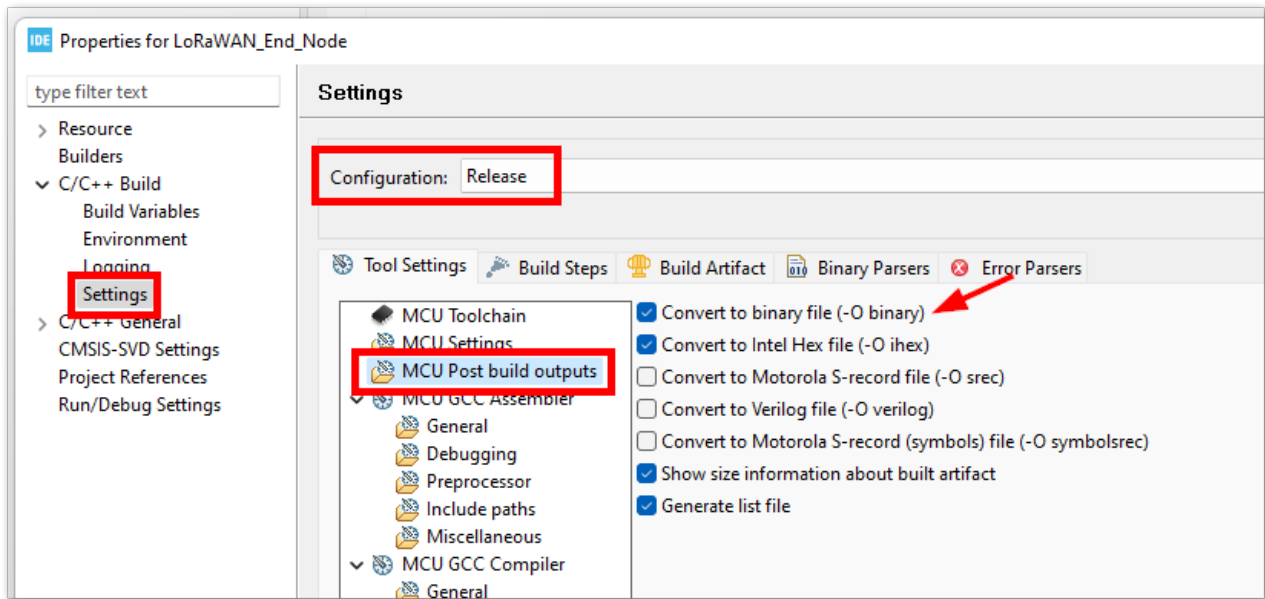 IDE Properties for LoRaWAN_End_Node
type filter text
Resource
Builders
C/C++ Build
Build Variables
Environment
Logging
Settings
C/C++ General
CMSIS-SVD Settings
Project References
Run/Debug Settings
Settings
Configuration: Release
Tool Settings Build Steps Build Artifact 010 Binary Parsers Error Parsers
MCU Toolchain
MCU Settings
MCU Post build outputs
MCU GCC Assembler
General
Debugging
Preprocessor
Include paths
Miscellaneous
MCU GCC Compiler
General
Convert to binary file (-O binary)
Convert to Intel Hex file (-O ihex)
Convert to Motorola S-record file (-O srec)
Convert to Verilog file (-O verilog)
Convert to Motorola S-record (symbols) file (-O symbolsrec)
Show size information about built artifact
Generate list file